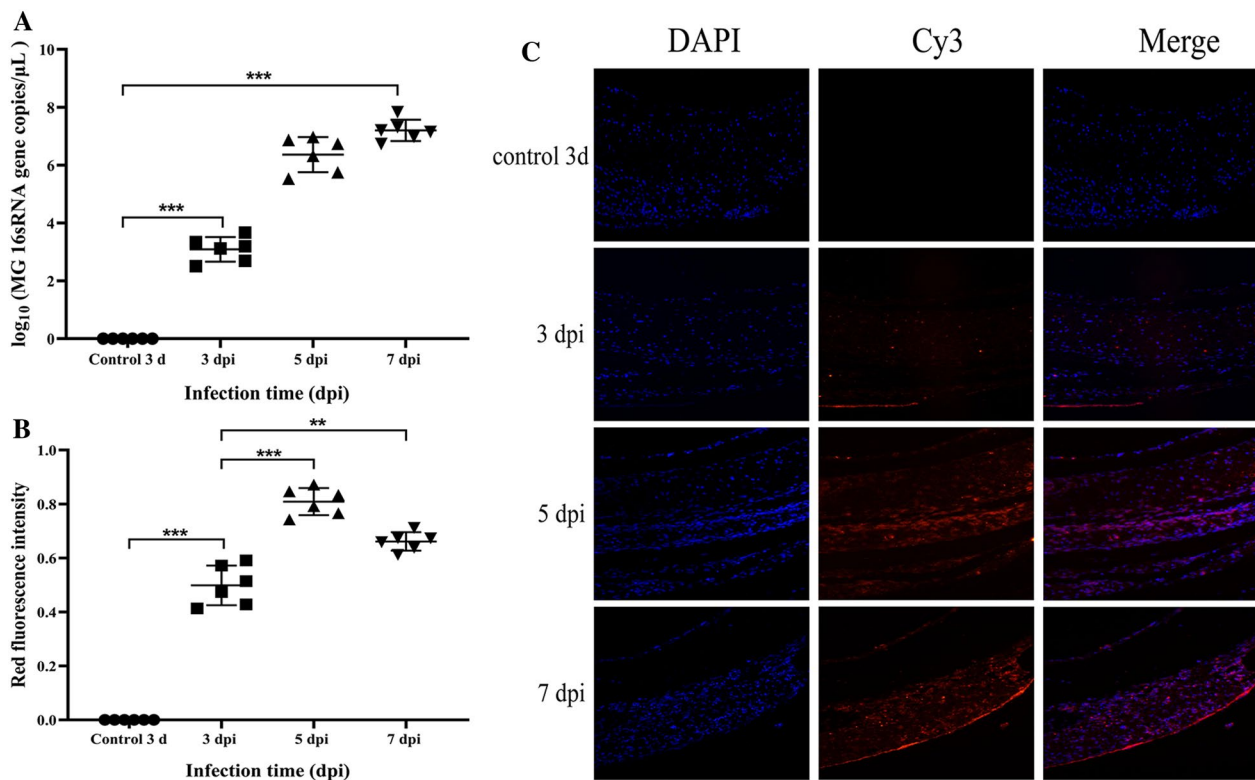 A
log₁₀ (MG 16sRNA gene copies/μL)
10
8
6
4
2
0
***
***
Control 3 d 3 dpi 5 dpi 7 dpi
Infection time (dpi)
B
Red fluorescence intensity
1.0
0.8
0.6
0.4
0.2
0.0
**
***
***
Control 3 d 3 dpi 5 dpi 7 dpi
Infection time (dpi)
C
DAPI Cy3 Merge
control 3d
3 dpi
5 dpi
7 dpi